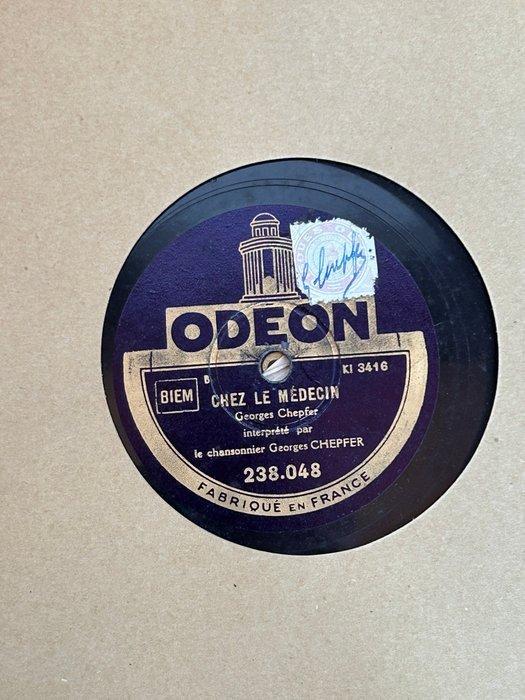 Chepfer
ODEON
BIEM
B
KI 3416
CHEZ LE MÉDECIN
Georges Chepfer
interprété par
le chansonnier Georges CHEPFER
238.048
FABRIQUÉ EN FRANCE